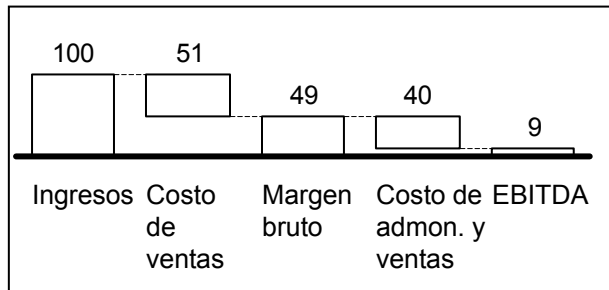 100
51
49
40
9
Ingresos
Costo
de
ventas
Margen
bruto
Costo de
admon. y
ventas
EBITDA